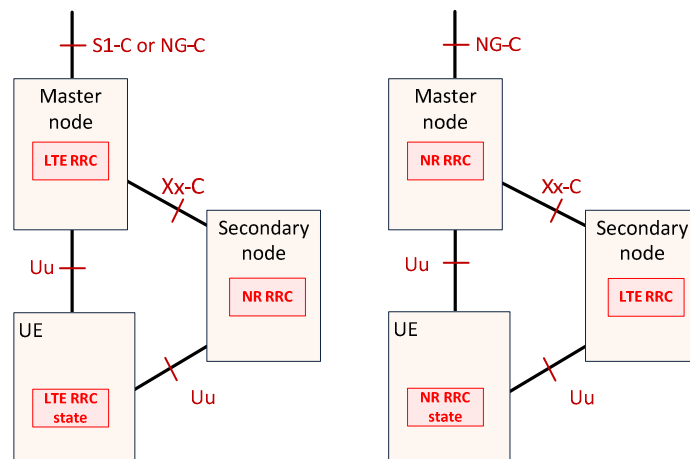 S1-C or NG-C
Master
node
LTE RRC
Xx-C
Secondary
node
Uu
NR RRC
UE
LTE RRC
state
Uu
NG-C
Master
node
NR RRC
Xx-C
Secondary
node
Uu
LTE RRC
UE
NR RRC
state
Uu